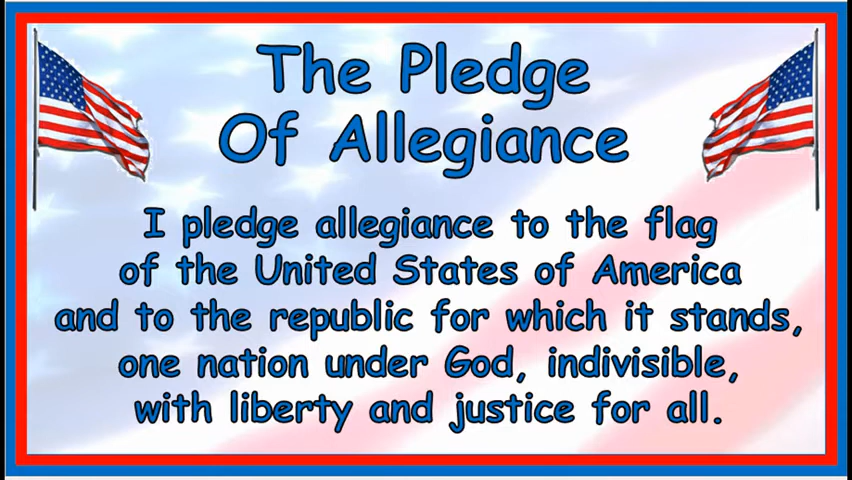 The Pledge
Of Allegiance
I pledge allegiance to the flag
of the United States of America
and to the republic for which it stands,
one nation under God, indivisible,
with liberty and justice for all.